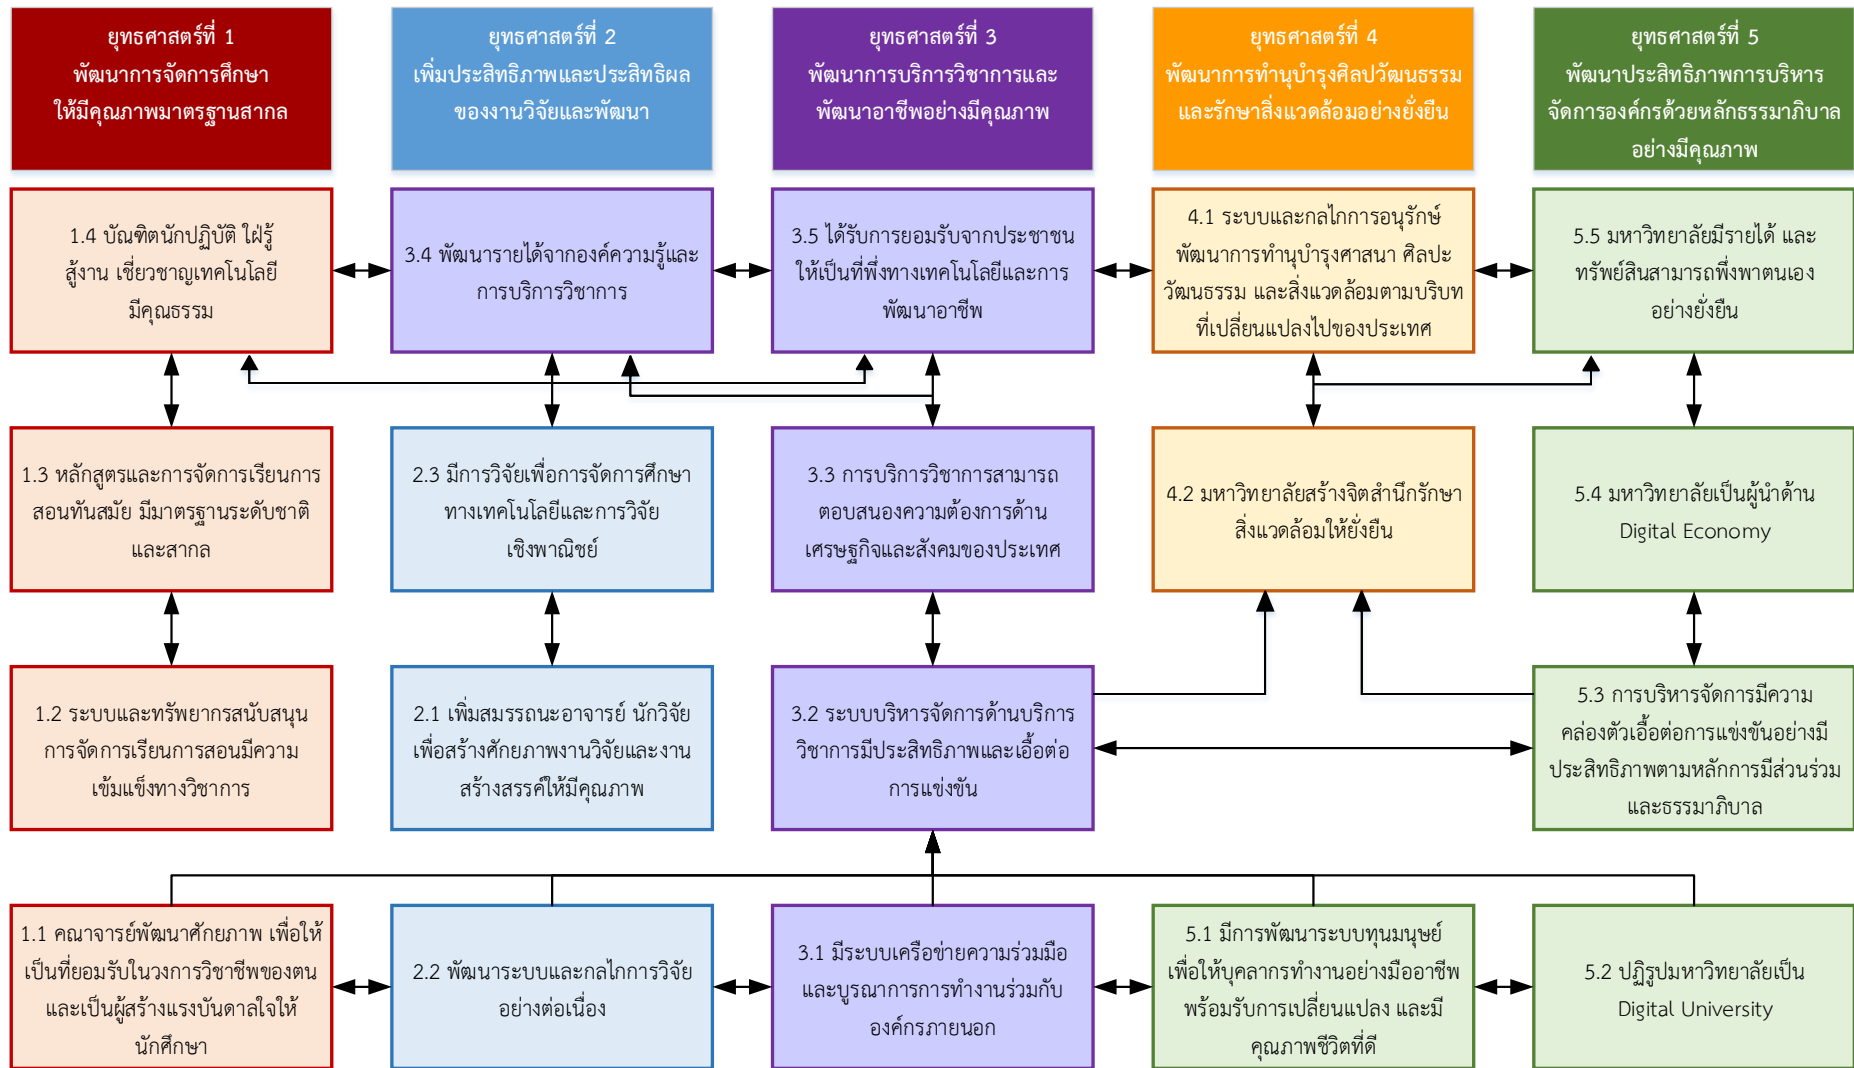 ยุทธศาสตร์ที่ 1
พัฒนาการจัดการศึกษา
ให้มีคุณภาพมาตรฐานสากล
ยุทธศาสตร์ที่ 2
เพิ่มประสิทธิภาพและประสิทธิผล
ของงานวิจัยและพัฒนา
ยุทธศาสตร์ที่ 3
พัฒนาการบริการวิชาการและ
พัฒนาอาชีพอย่างมีคุณภาพ
ยุทธศาสตร์ที่ 4
พัฒนาการทำนุบำรุงศิลปวัฒนธรรม
และรักษาสิ่งแวดล้อมอย่างยั่งยืน
ยุทธศาสตร์ที่ 5
พัฒนาประสิทธิภาพการบริหาร
จัดการองค์กรด้วยหลักธรรมาภิบาล
อย่างมีคุณภาพ
1.4 บัณฑิตนักปฏิบัติ ใฝ่รู้
สู้งาน เชี่ยวชาญเทคโนโลยี
มีคุณธรรม
3.4 พัฒนารายได้จากองค์ความรู้และ
การบริการวิชาการ
3.5 ได้รับการยอมรับจากประชาชน
ให้เป็นที่พึ่งทางเทคโนโลยีและการ
พัฒนาอาชีพ
4.1 ระบบและกลไกการอนุรักษ์
พัฒนาการทำนุบำรุงศาสนา ศิลปะ
วัฒนธรรม และสิ่งแวดล้อมตามบริบท
ที่เปลี่ยนแปลงไปของประเทศ
5.5 มหาวิทยาลัยมีรายได้ และ
ทรัพย์สินสามารถพึ่งพาตนเอง
อย่างยั่งยืน
1.3 หลักสูตรและการจัดการเรียนการ
สอนทันสมัย มีมาตรฐานระดับชาติ
และสากล
2.3 มีการวิจัยเพื่อการจัดการศึกษา
ทางเทคโนโลยีและการวิจัย
เชิงพาณิชย์
3.3 การบริการวิชาการสามารถ
ตอบสนองความต้องการด้าน
เศรษฐกิจและสังคมของประเทศ
4.2 มหาวิทยาลัยสร้างจิตสำนึกรักษา
สิ่งแวดล้อมให้ยั่งยืน
5.4 มหาวิทยาลัยเป็นผู้นำด้าน
Digital Economy
1.2 ระบบและทรัพยากรสนับสนุน
การจัดการเรียนการสอนมีความ
เข้มแข็งทางวิชาการ
2.1 เพิ่มสมรรถนะอาจารย์ นักวิจัย
เพื่อสร้างศักยภาพงานวิจัยและงาน
สร้างสรรค์ให้มีคุณภาพ
3.2 ระบบบริหารจัดการด้านบริการ
วิชาการมีประสิทธิภาพและเอื้อต่อ
การแข่งขัน
5.3 การบริหารจัดการมีความ
คล่องตัวเอื้อต่อการแข่งขันอย่างมี
ประสิทธิภาพตามหลักการมีส่วนร่วม
และธรรมาภิบาล
1.1 คณาจารย์พัฒนาศักยภาพ เพื่อให้
เป็นที่ยอมรับในวงการวิชาชีพของตน
และเป็นผู้สร้างแรงบันดาลใจให้
นักศึกษา
2.2 พัฒนาระบบและกลไกการวิจัย
อย่างต่อเนื่อง
3.1 มีระบบเครือข่ายความร่วมมือ
และบูรณาการการทำงานร่วมกับ
องค์กรภายนอก
5.1 มีการพัฒนาระบบทุนมนุษย์
เพื่อให้บุคลากรทำงานอย่างมืออาชีพ
พร้อมรับการเปลี่ยนแปลง และมี
คุณภาพชีวิตที่ดี
5.2 ปฏิรูปมหาวิทยาลัยเป็น
Digital University